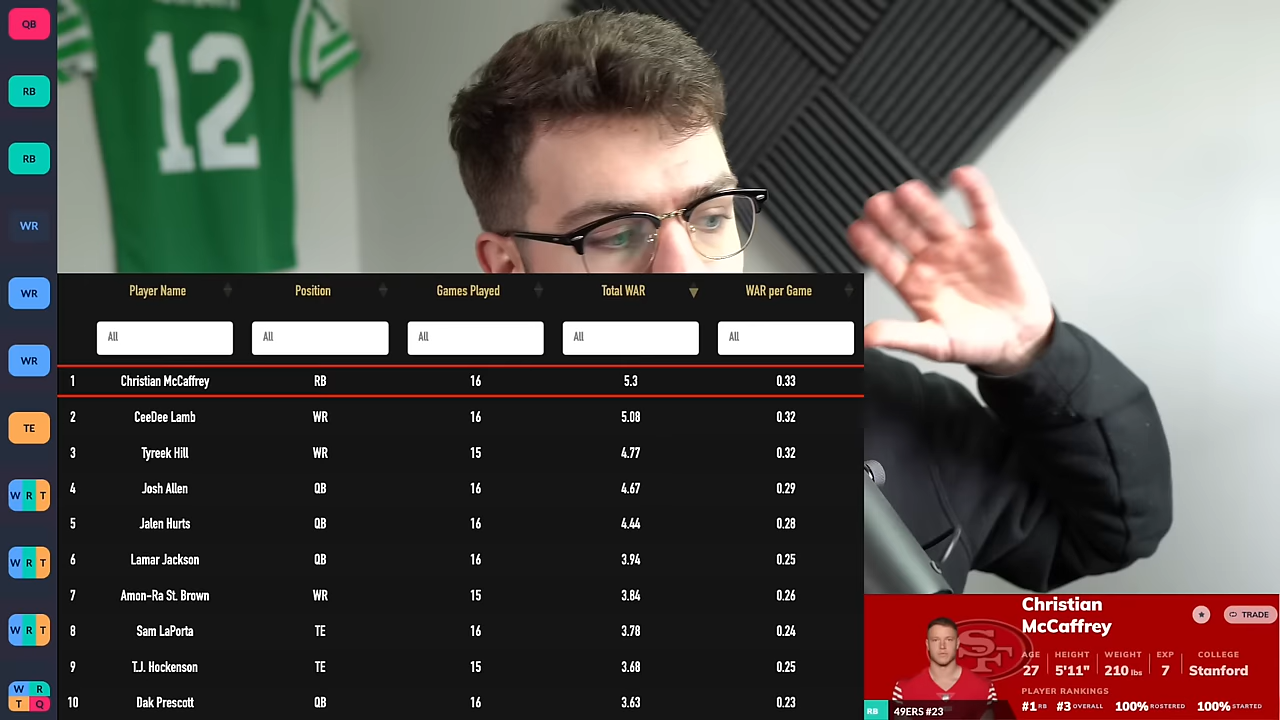 QB
RB
RB
WR
WR
WR
TE
W R T
W R T
W R T
W R
T Q
12
Player Name Position Games Played Total WAR WAR per Game
All All All All All
1 Christian McCaffrey RB 16 5.3 0.33
2 CeeDee Lamb WR 16 5.08 0.32
3 Tyreek Hill WR 15 4.77 0.32
4 Josh Allen QB 16 4.67 0.29
5 Jalen Hurts QB 16 4.44 0.28
6 Lamar Jackson QB 16 3.94 0.25
7 Amon-Ra St. Brown WR 15 3.84 0.26
8 Sam LaPorta TE 16 3.78 0.24
9 T.J. Hockenson TE 15 3.68 0.25
10 Dak Prescott QB 16 3.63 0.23
Christian
McCaffrey
TRADE
AGE HEIGHT WEIGHT EXP COLLEGE
27 5'11" 210 lbs 7 Stanford
PLAYER RANKINGS
#1 RB #3 OVERALL 100% ROSTERED 100% STARTED
SF
RB 49ERS #23